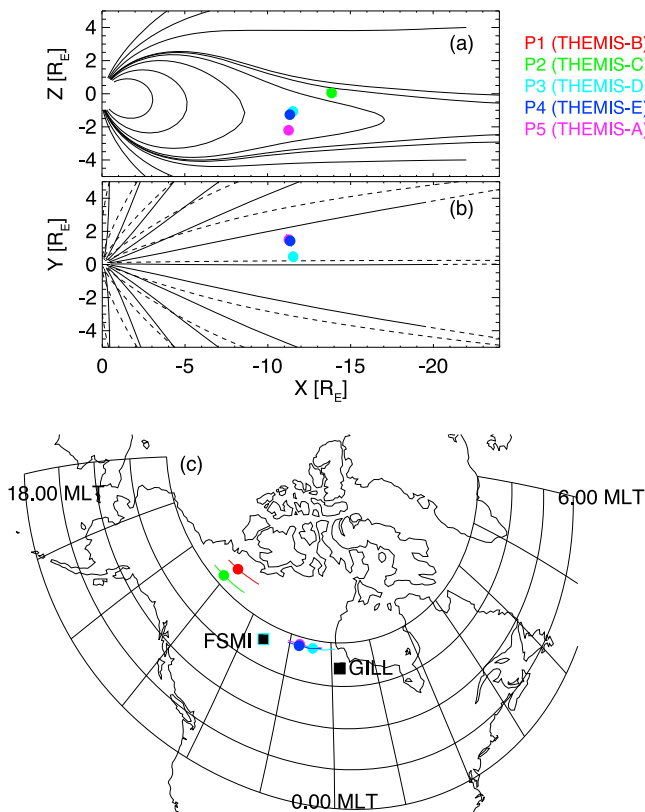 4
2
0
-2
-4
Z [RE]
(a)
P1 (THEMIS-B)
P2 (THEMIS-C)
P3 (THEMIS-D)
P4 (THEMIS-E)
P5 (THEMIS-A)
4
2
0
-2
-4
Y [RE]
(b)
0 -5 -10 -15 -20
X [RE]
(c)
18.00 MLT
6.00 MLT
FSMI
GILL
0.00 MLT